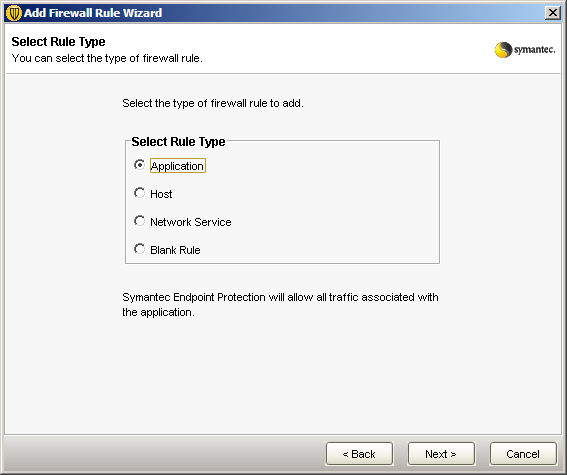 Add Firewall Rule Wizard
Select Rule Type
You can select the type of firewall rule.
symantec.
Select the type of firewall rule to add.
Select Rule Type
Application
Host
Network Service
Blank Rule
Symantec Endpoint Protection will allow all traffic associated with
the application.
< Back
Next >
Cancel